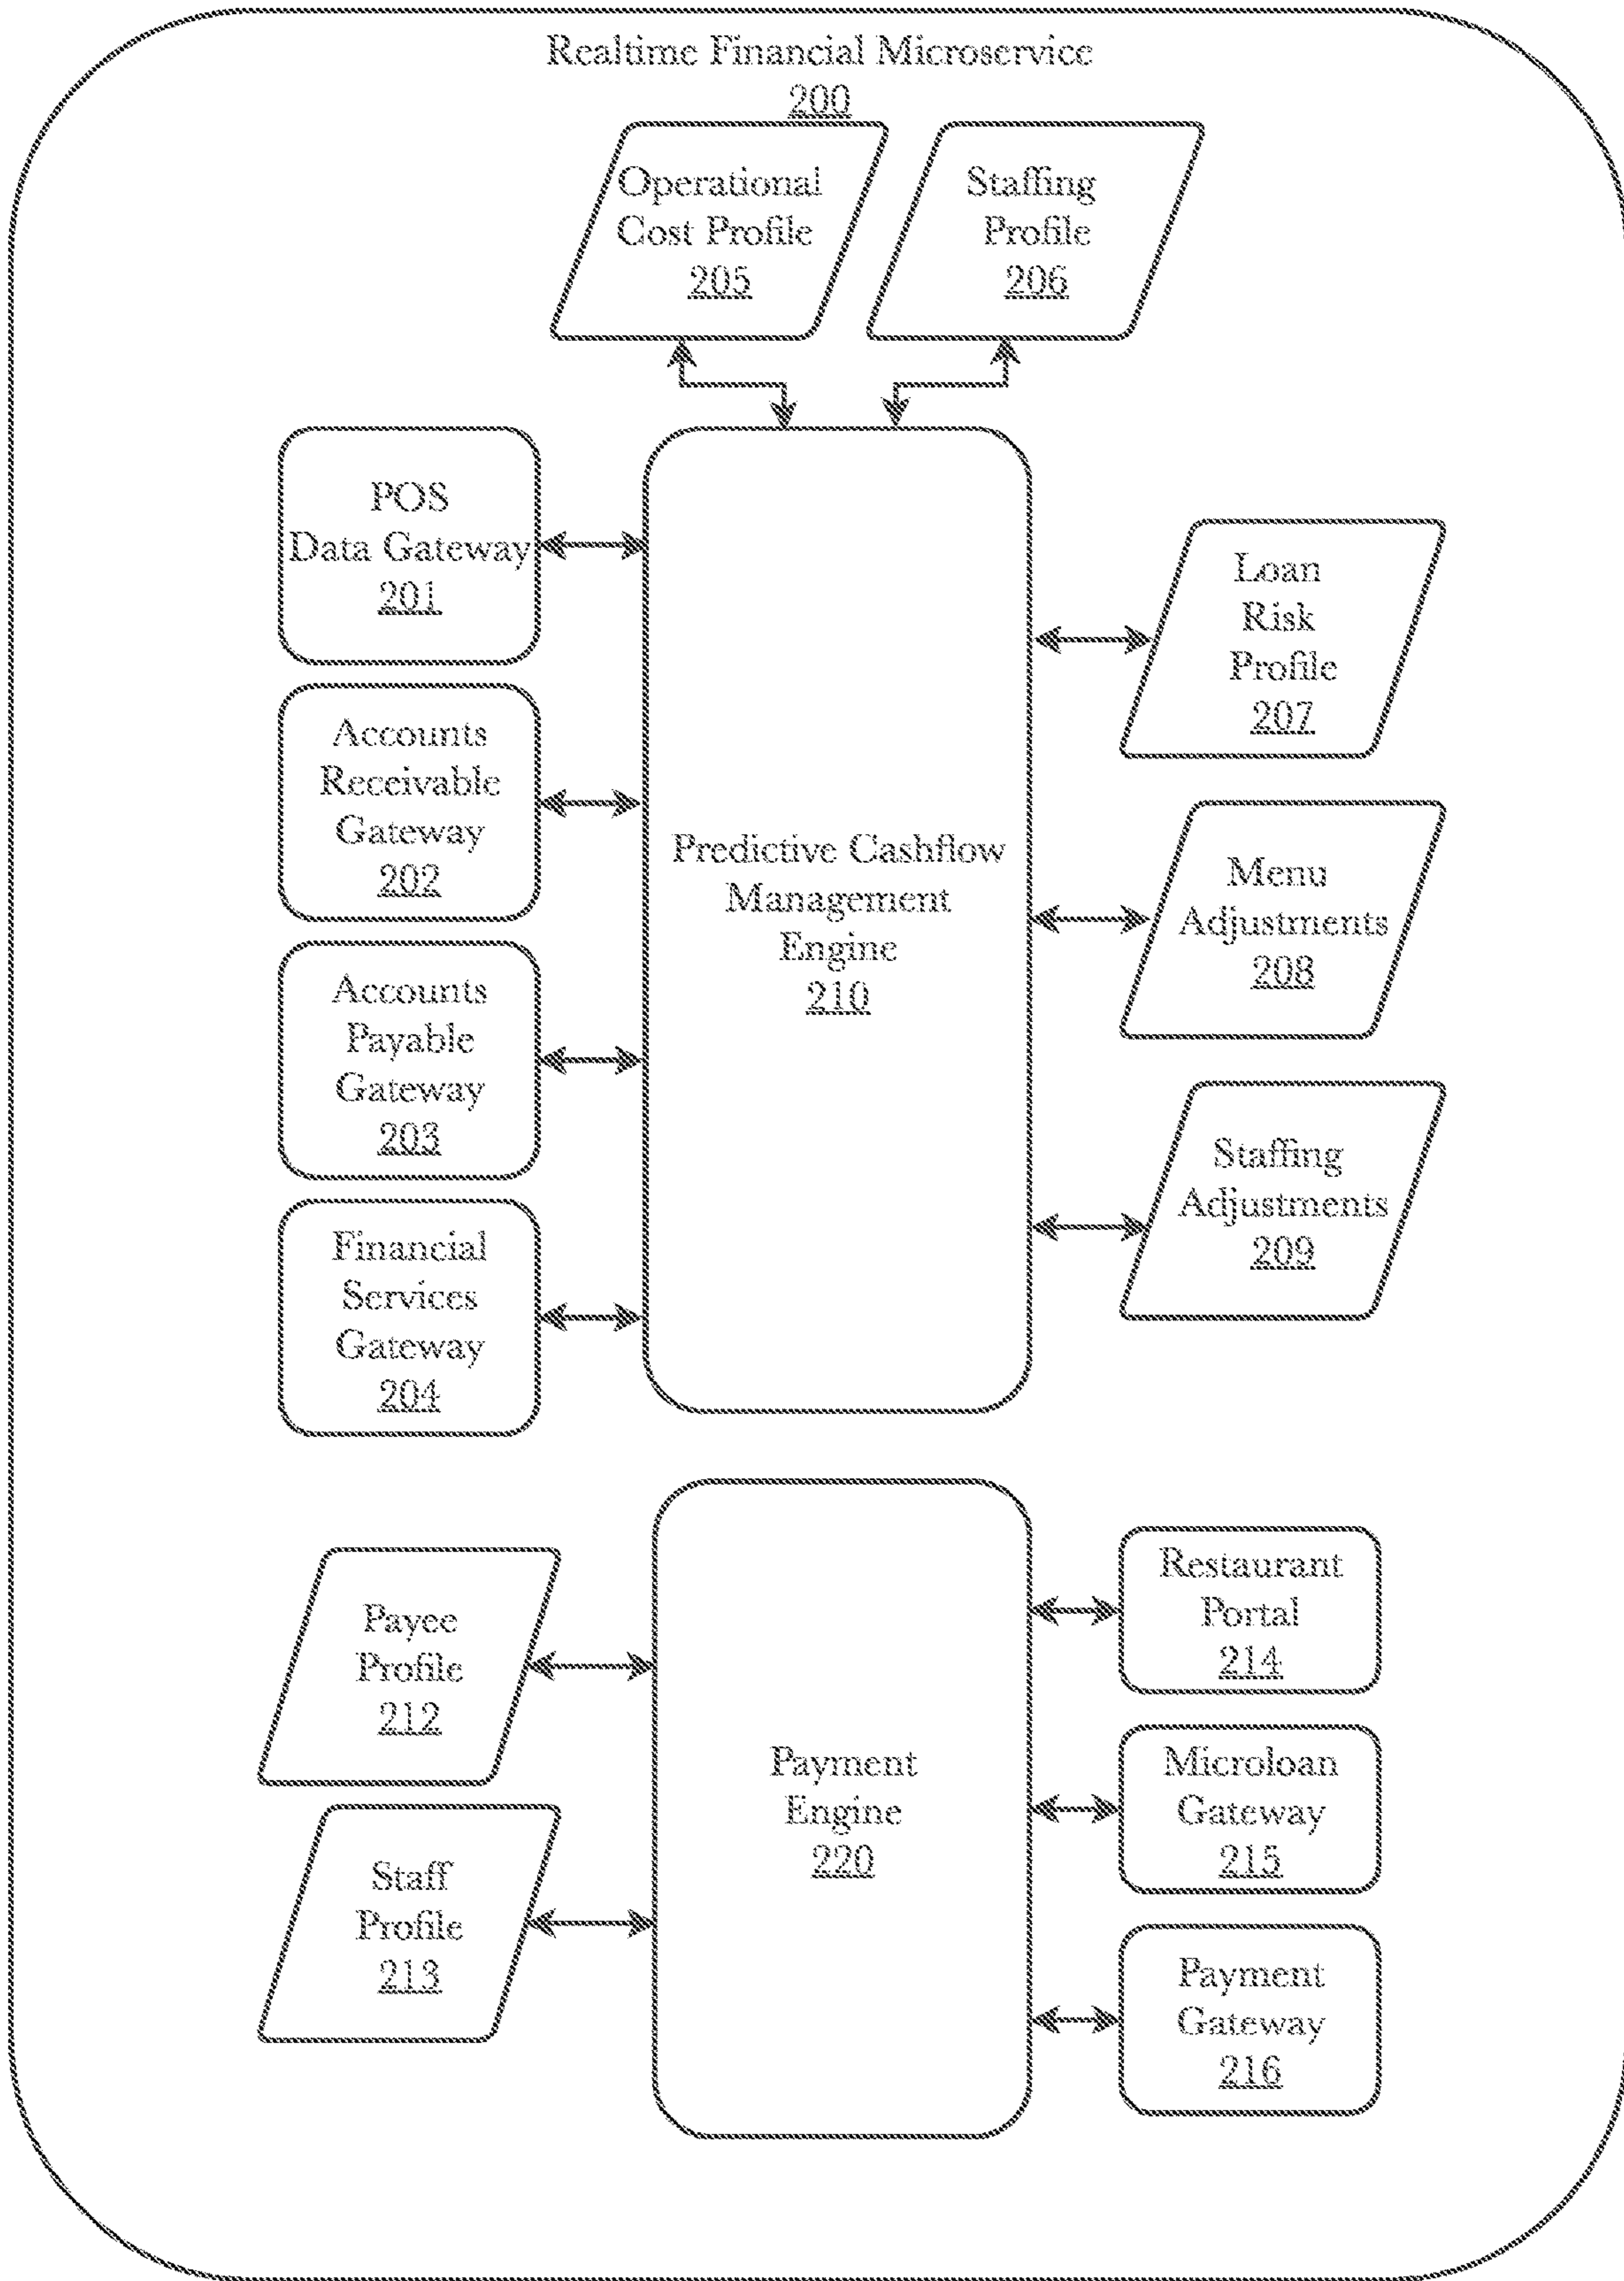 Realtime Financial Microservice
200
Operational
Cost Profile
205
Staffing
Profile
206
POS
Data Gateway
201
Accounts
Receivable
Gateway
202
Accounts
Payable
Gateway
203
Financial
Services
Gateway
204
Predictive Cashflow
Management
Engine
210
Loan
Risk
Profile
207
Menu
Adjustments
208
Staffing
Adjustments
209
Payee
Profile
212
Staff
Profile
213
Payment
Engine
220
Restaurant
Portal
214
Microloan
Gateway
215
Payment
Gateway
216